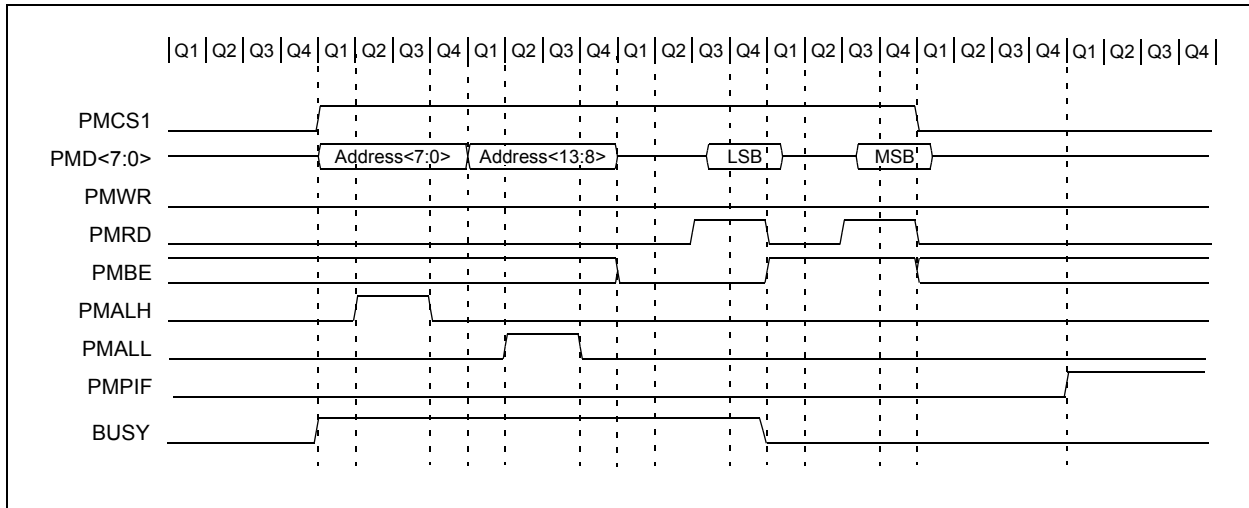 Q1 Q2 Q3 Q4 Q1 Q2 Q3 Q4 Q1 Q2 Q3 Q4 Q1 Q2 Q3 Q4 Q1 Q2 Q3 Q4 Q1 Q2 Q3 Q4 Q1 Q2 Q3 Q4
PMCS1
PMD<7:0> Address<7:0> Address<13:8> LSB MSB
PMWR
PMRD
PMBE
PMALH
PMALL
PMPIF
BUSY